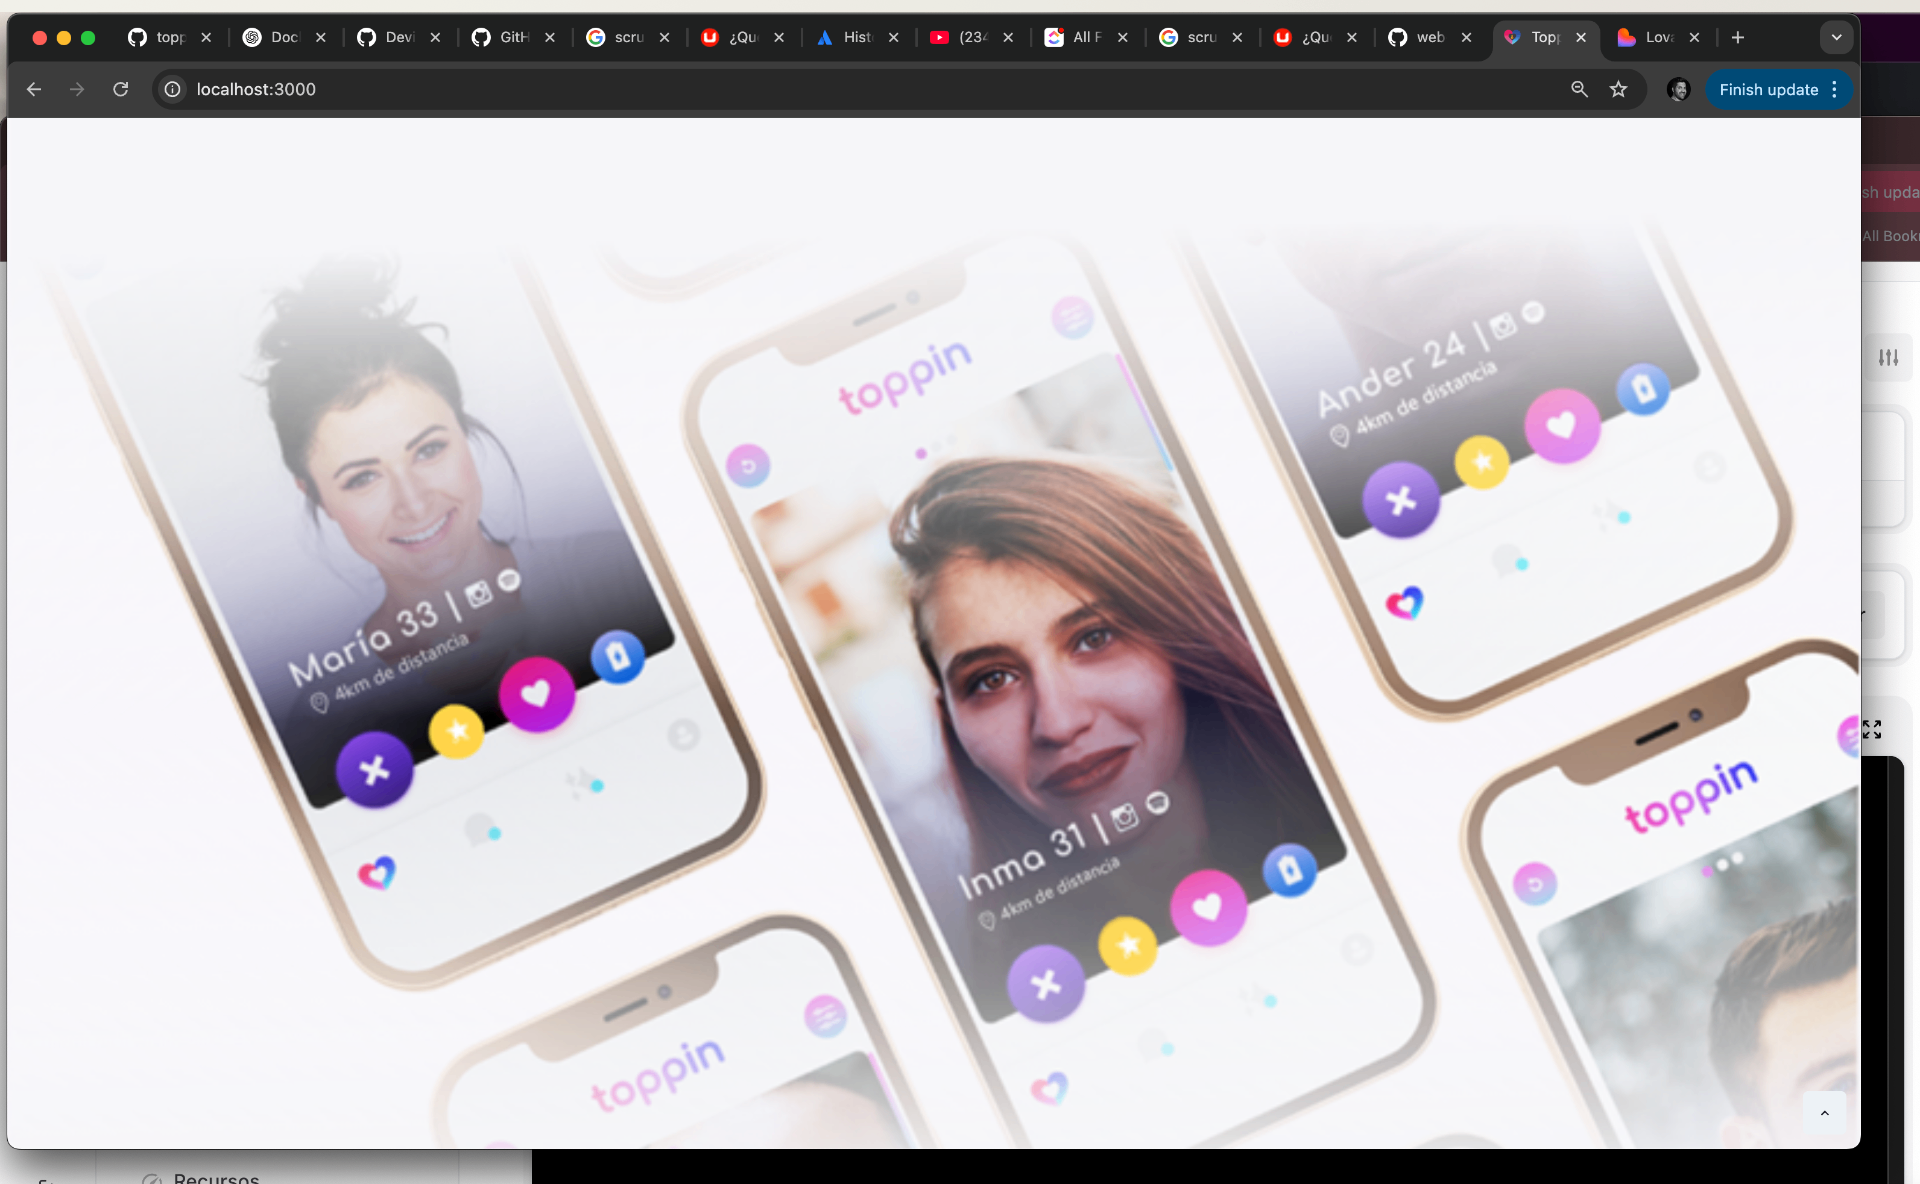 topp
Doc
Devi
GitH
scru
¿Qu
Hist
(234
All F
scru
¿Qu
web
Topp
Lova
localhost:3000
Finish update
sh upda
All Book
toppin
María 33 |
4km de distancia
Inma 31 |
4km de distancia
Ander 24 |
4km de distancia
toppin
toppin
Recursos